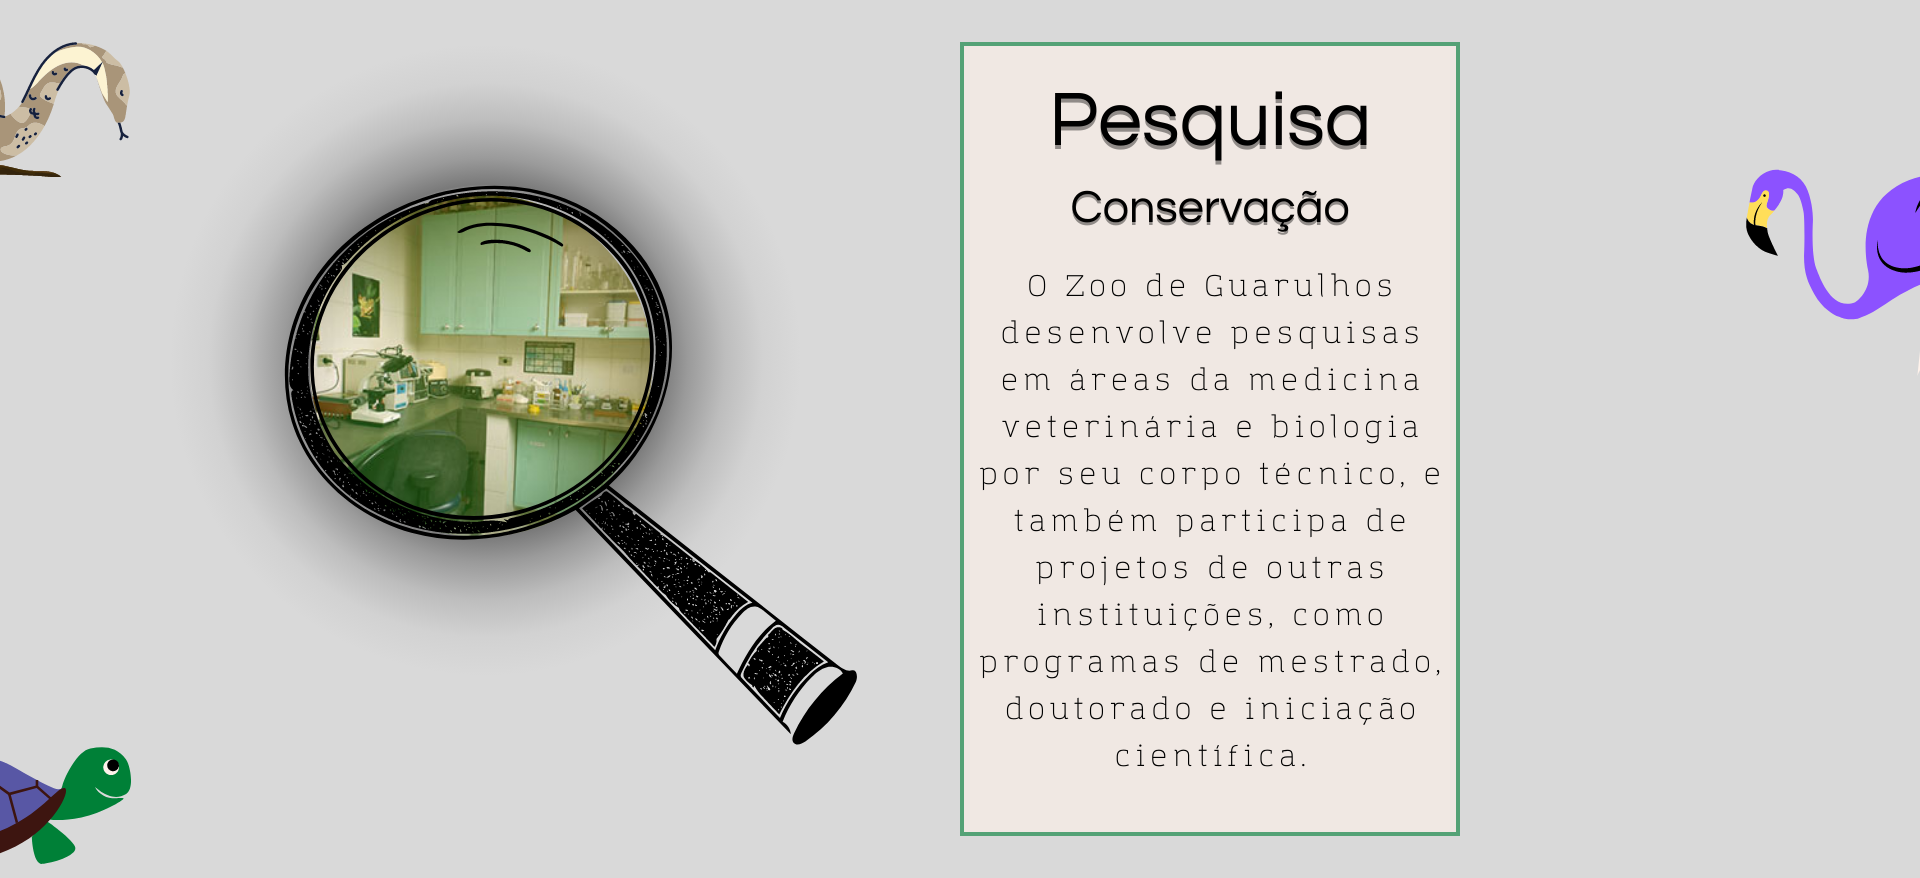 Pesquisa
Conservação
O Zoo de Guarulhos
desenvolve pesquisas
em áreas da medicina
veterinária e biologia
por seu corpo técnico, e
também participa de
projetos de outras
instituições, como
programas de mestrado,
doutorado e iniciação
científica.